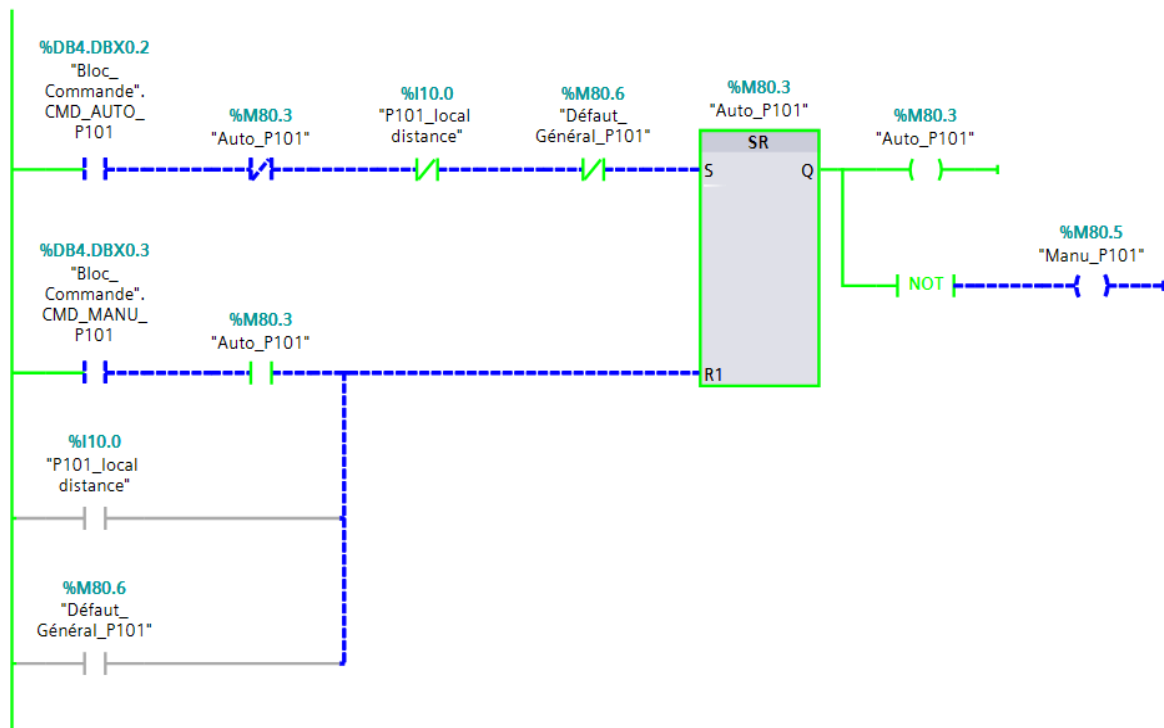 %DB4.DBX0.2
"Bloc_
Commande".
CMD_AUTO_
P101
%M80.3
"Auto_P101"
%I10.0
"P101_local
distance"
%M80.6
"Défaut_
Général_P101"
%M80.3
"Auto_P101"
SR
S
Q
R1
%M80.3
"Auto_P101"
%M80.5
"Manu_P101"
NOT
%DB4.DBX0.3
"Bloc_
Commande".
CMD_MANU_
P101
%M80.3
"Auto_P101"
%I10.0
"P101_local
distance"
%M80.6
"Défaut_
Général_P101"